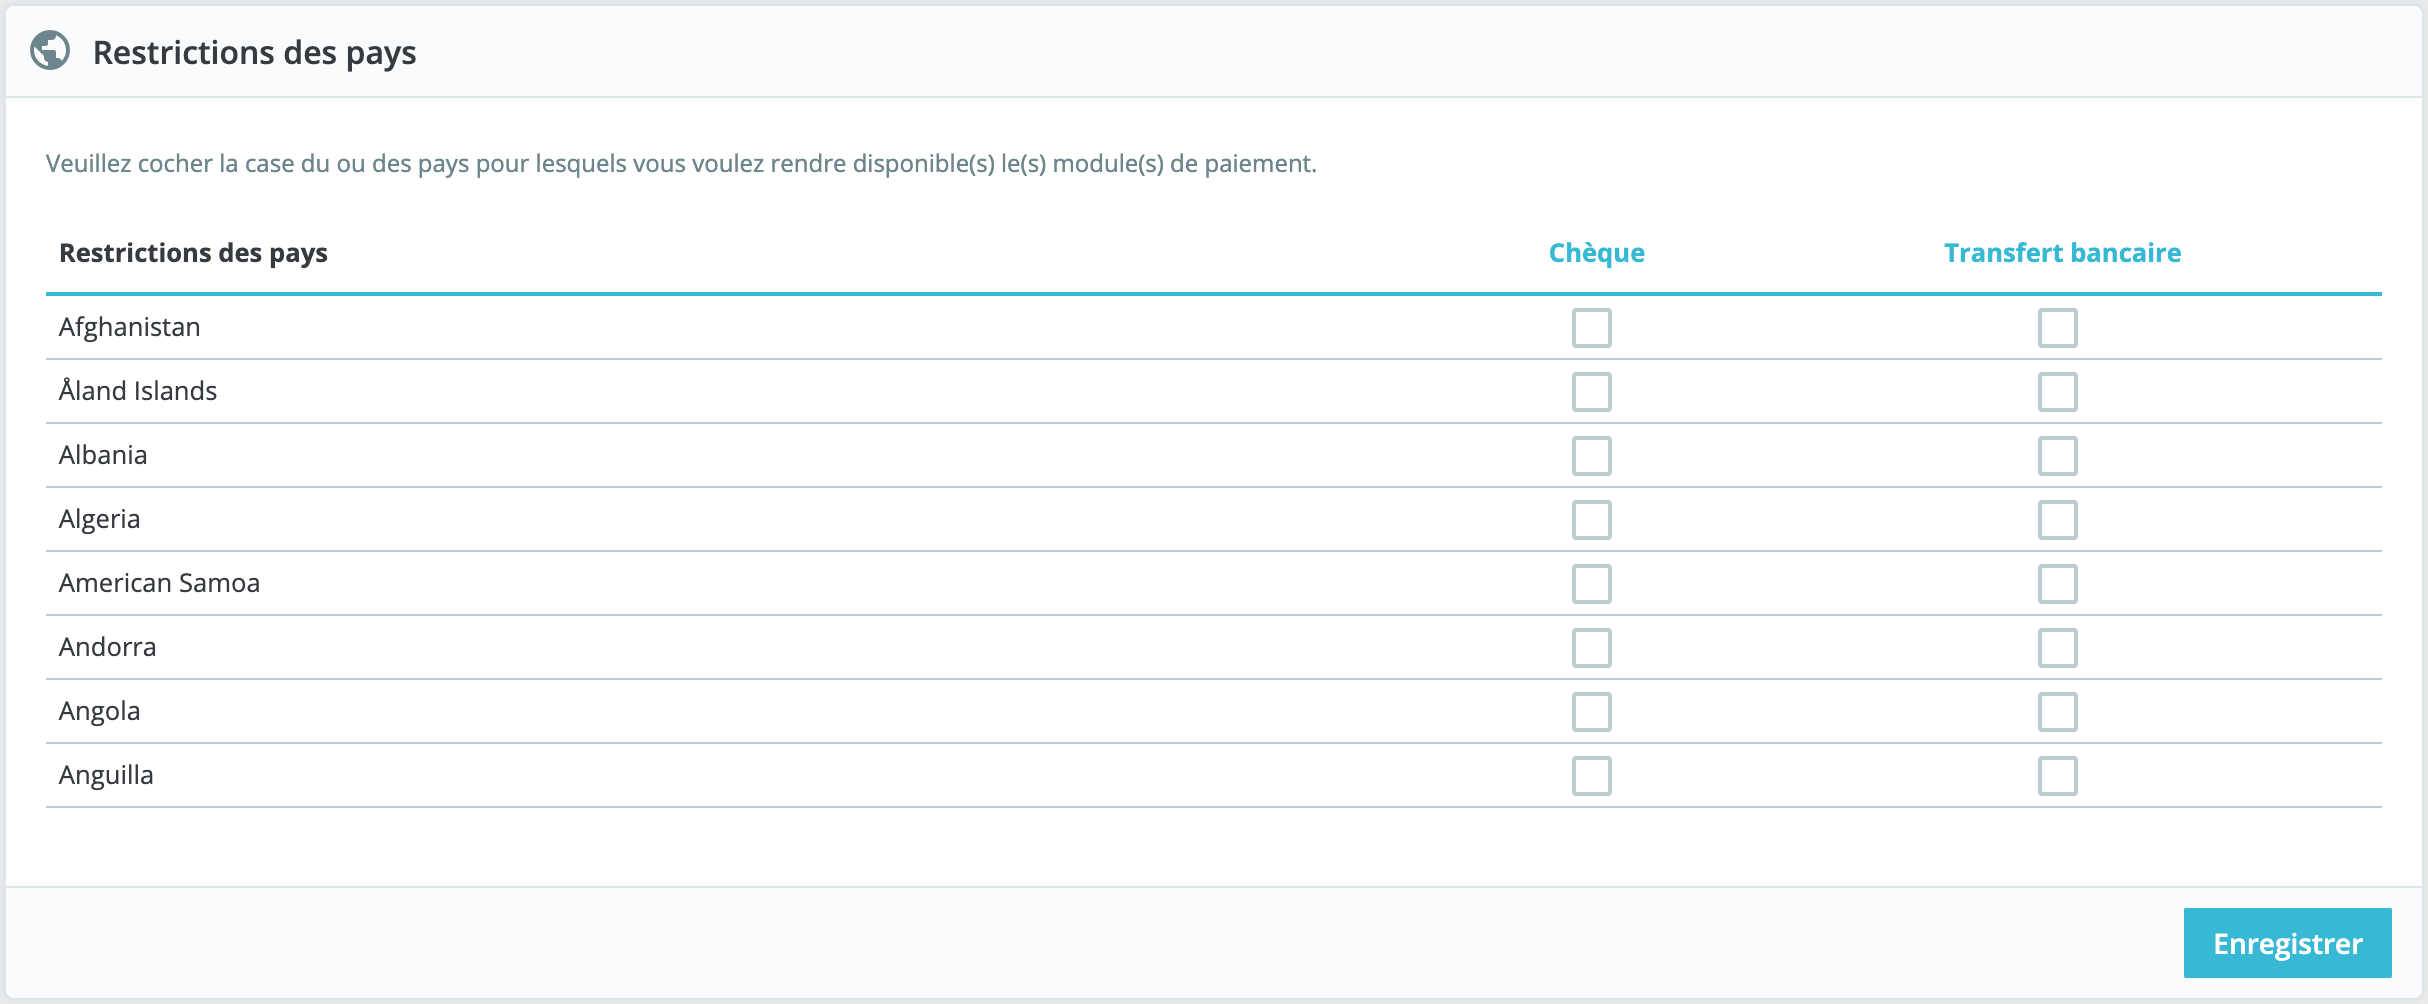 Restrictions des pays
Veuillez cocher la case du ou des pays pour lesquels vous voulez rendre disponible(s) le(s) module(s) de paiement.
Restrictions des pays Chèque Transfert bancaire
Afghanistan
Åland Islands
Albania
Algeria
American Samoa
Andorra
Angola
Anguilla
Enregistrer